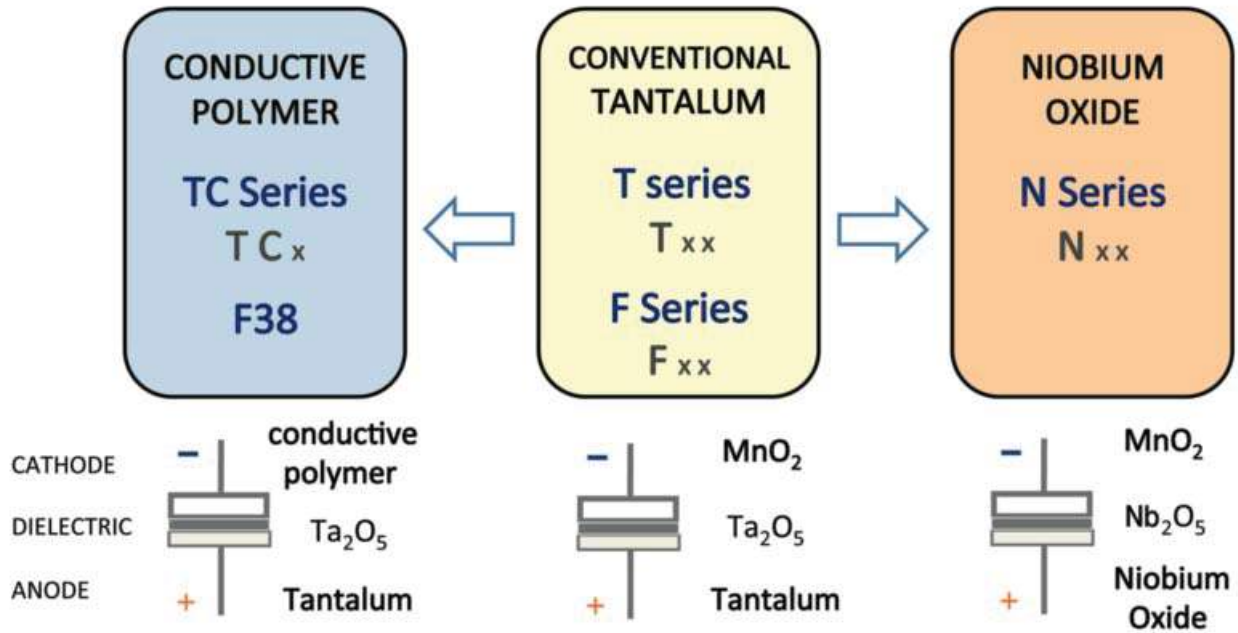 CONDUCTIVE
POLYMER
TC Series
T C x
F38
CONVENTIONAL
TANTALUM
T series
T x x
F Series
F x x
NIOBIUM
OXIDE
N Series
N x x
CATHODE
DIELECTRIC
ANODE
–
conductive
polymer
Ta₂O₅
+
Tantalum
–
MnO₂
Ta₂O₅
+
Tantalum
–
MnO₂
Nb₂O₅
+
Niobium
Oxide